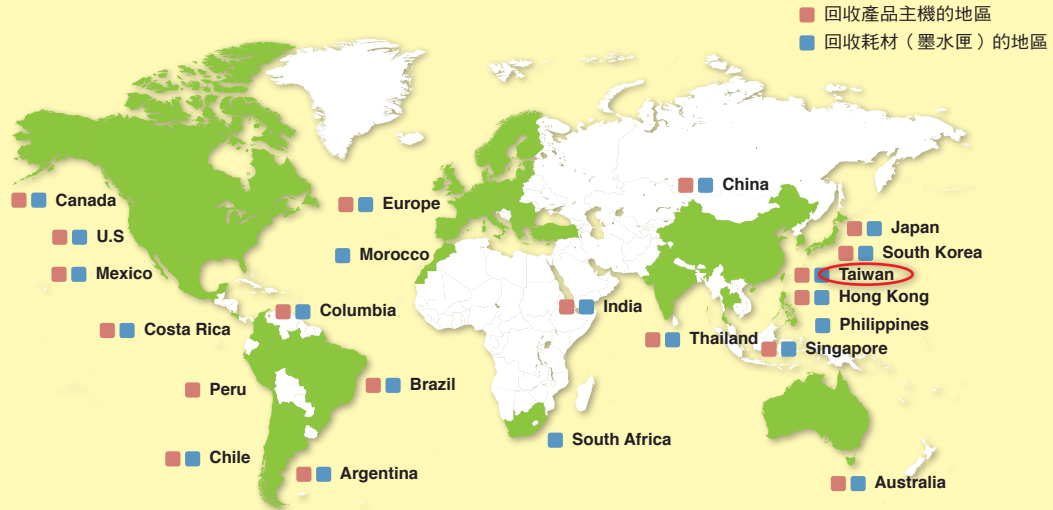 回收產品主機的地區
回收耗材（墨水匣）的地區
China
Canada
Europe
Japan
U.S
South Korea
Morocco
Mexico
Taiwan
Hong Kong
India
Columbia
Philippines
Costa Rica
Thailand
Singapore
Peru
Brazil
South Africa
Chile
Argentina
Australia